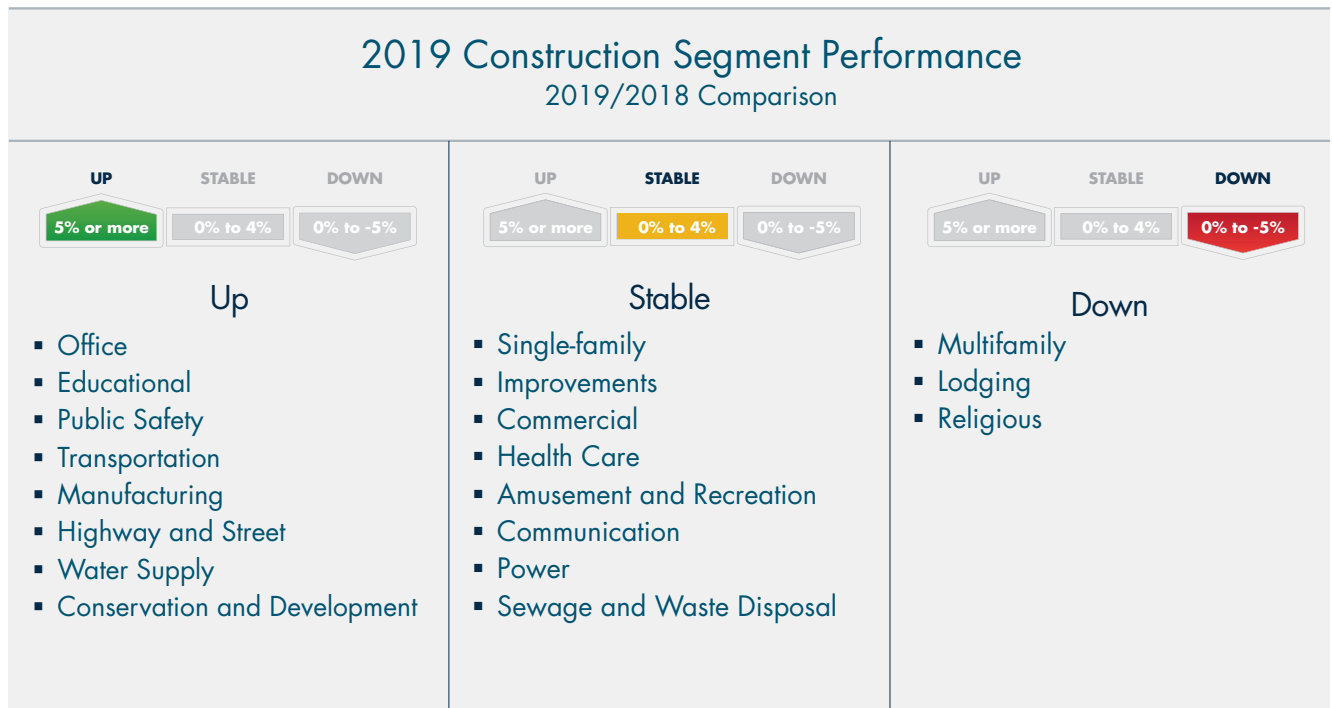 2019 Construction Segment Performance
2019/2018 Comparison
UP STABLE DOWN
5% or more 0% to 4% 0% to -5%
Up
▪ Office
▪ Educational
▪ Public Safety
▪ Transportation
▪ Manufacturing
▪ Highway and Street
▪ Water Supply
▪ Conservation and Development
UP STABLE DOWN
5% or more 0% to 4% 0% to -5%
Stable
▪ Single-family
▪ Improvements
▪ Commercial
▪ Health Care
▪ Amusement and Recreation
▪ Communication
▪ Power
▪ Sewage and Waste Disposal
UP STABLE DOWN
5% or more 0% to 4% 0% to -5%
Down
▪ Multifamily
▪ Lodging
▪ Religious